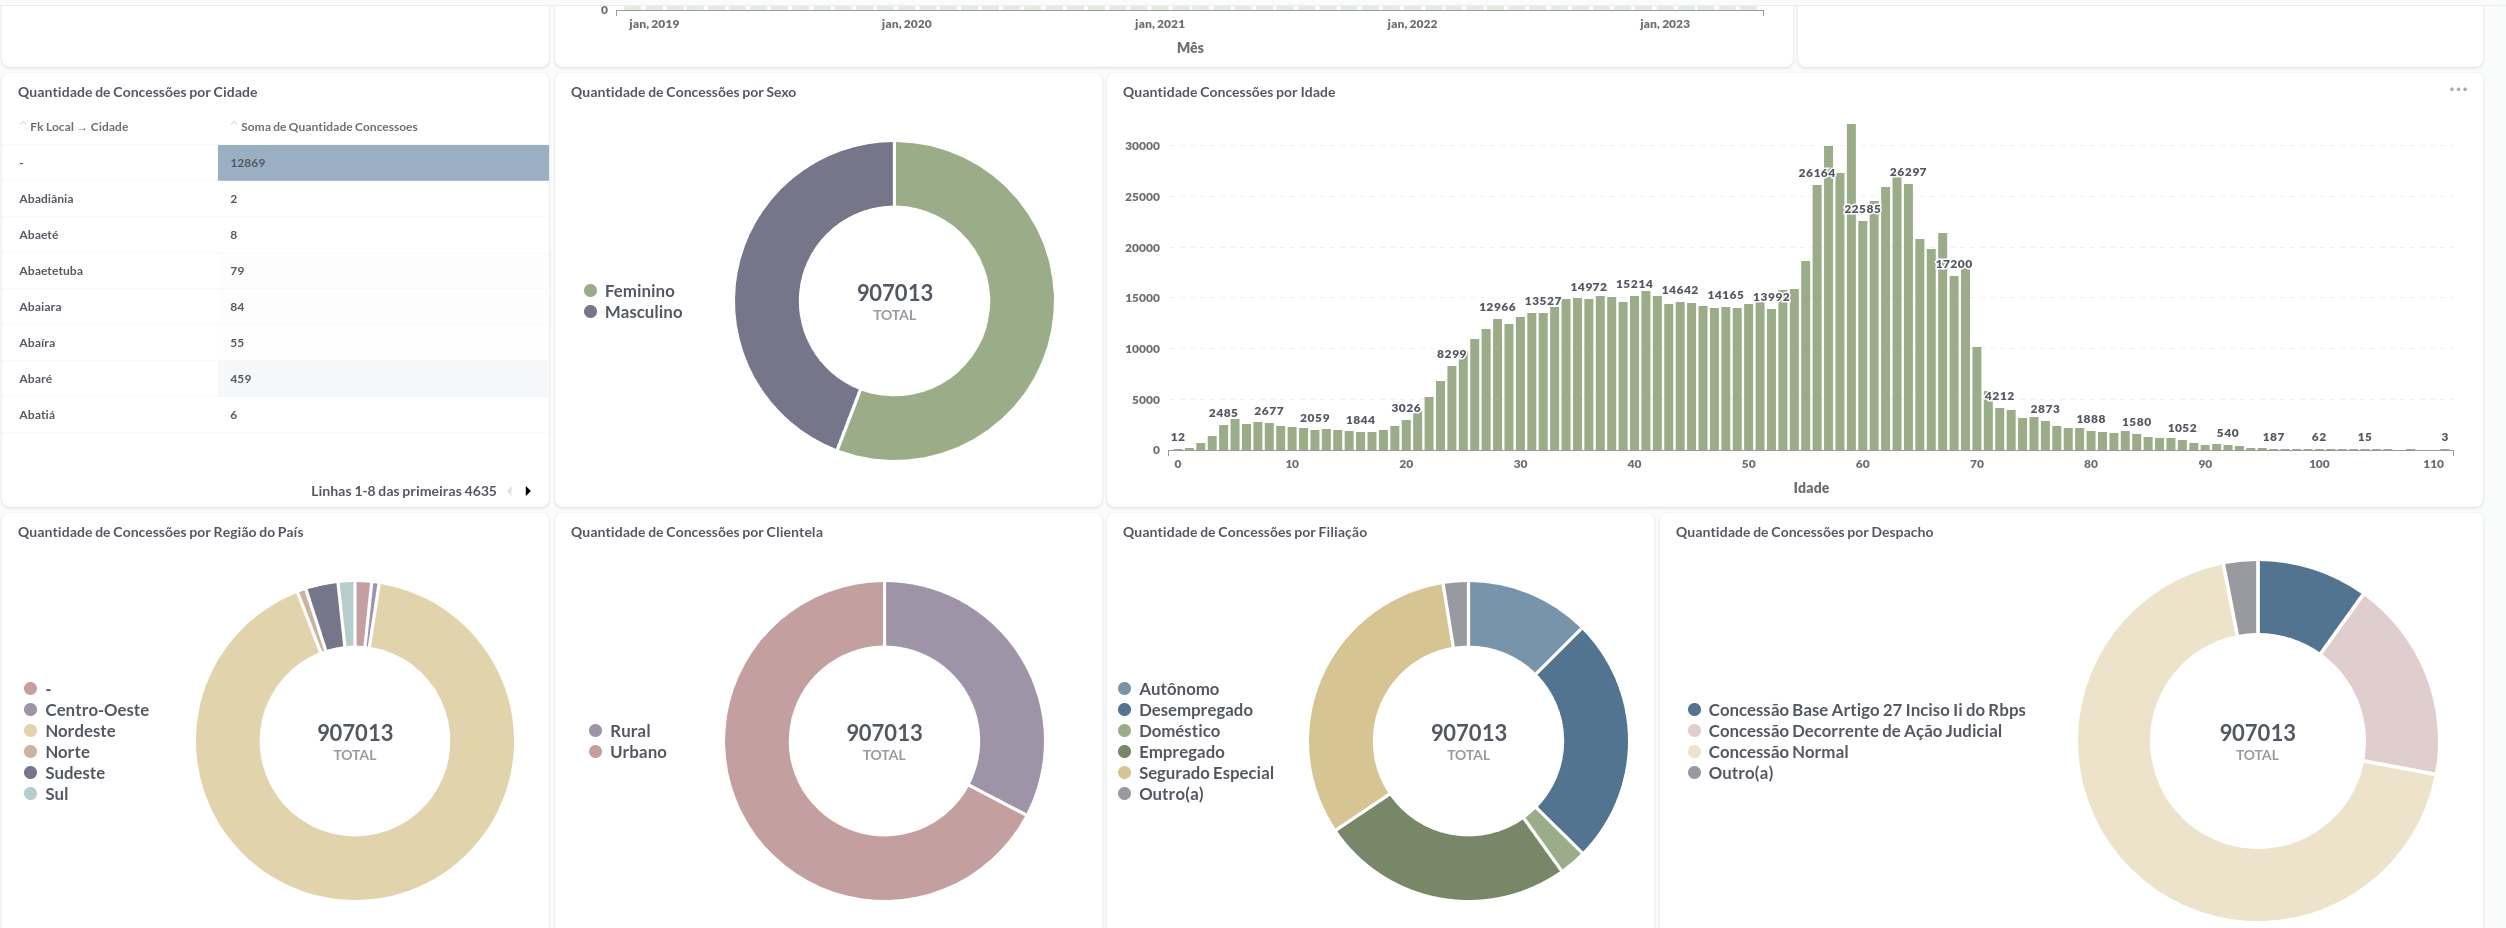 0
jan, 2019 jan, 2020 jan, 2021 jan, 2022 jan, 2023
Mês
Quantidade de Concessões por Cidade
Fk Local → Cidade Soma de Quantidade Concessoes
- 12869
Abadiânia 2
Abaeté 8
Abaetetuba 79
Abaiara 84
Abaíra 55
Abaré 459
Abatiá 6
Linhas 1-8 das primeiras 4635
Quantidade de Concessões por Sexo
Feminino
Masculino
907013
TOTAL
Quantidade Concessões por Idade
30000
25000
20000
15000
10000
5000
0
12 2485 2677 2059 1844 3026 8299 12966 13527 14972 15214 14642 14165 13992 26164 22585 26297 17200 4212 2873 1888 1580 1052 540 187 62 15 3
0 10 20 30 40 50 60 70 80 90 100 110
Idade
Quantidade de Concessões por Região do País
-
Centro-Oeste
Nordeste
Norte
Sudeste
Sul
907013
TOTAL
Quantidade de Concessões por Clientela
Rural
Urbano
907013
TOTAL
Quantidade de Concessões por Filiação
Autônomo
Desempregado
Doméstico
Empregado
Segurado Especial
Outro(a)
907013
TOTAL
Quantidade de Concessões por Despacho
Concessão Base Artigo 27 Inciso Ii do Rbps
Concessão Decorrente de Ação Judicial
Concessão Normal
Outro(a)
907013
TOTAL